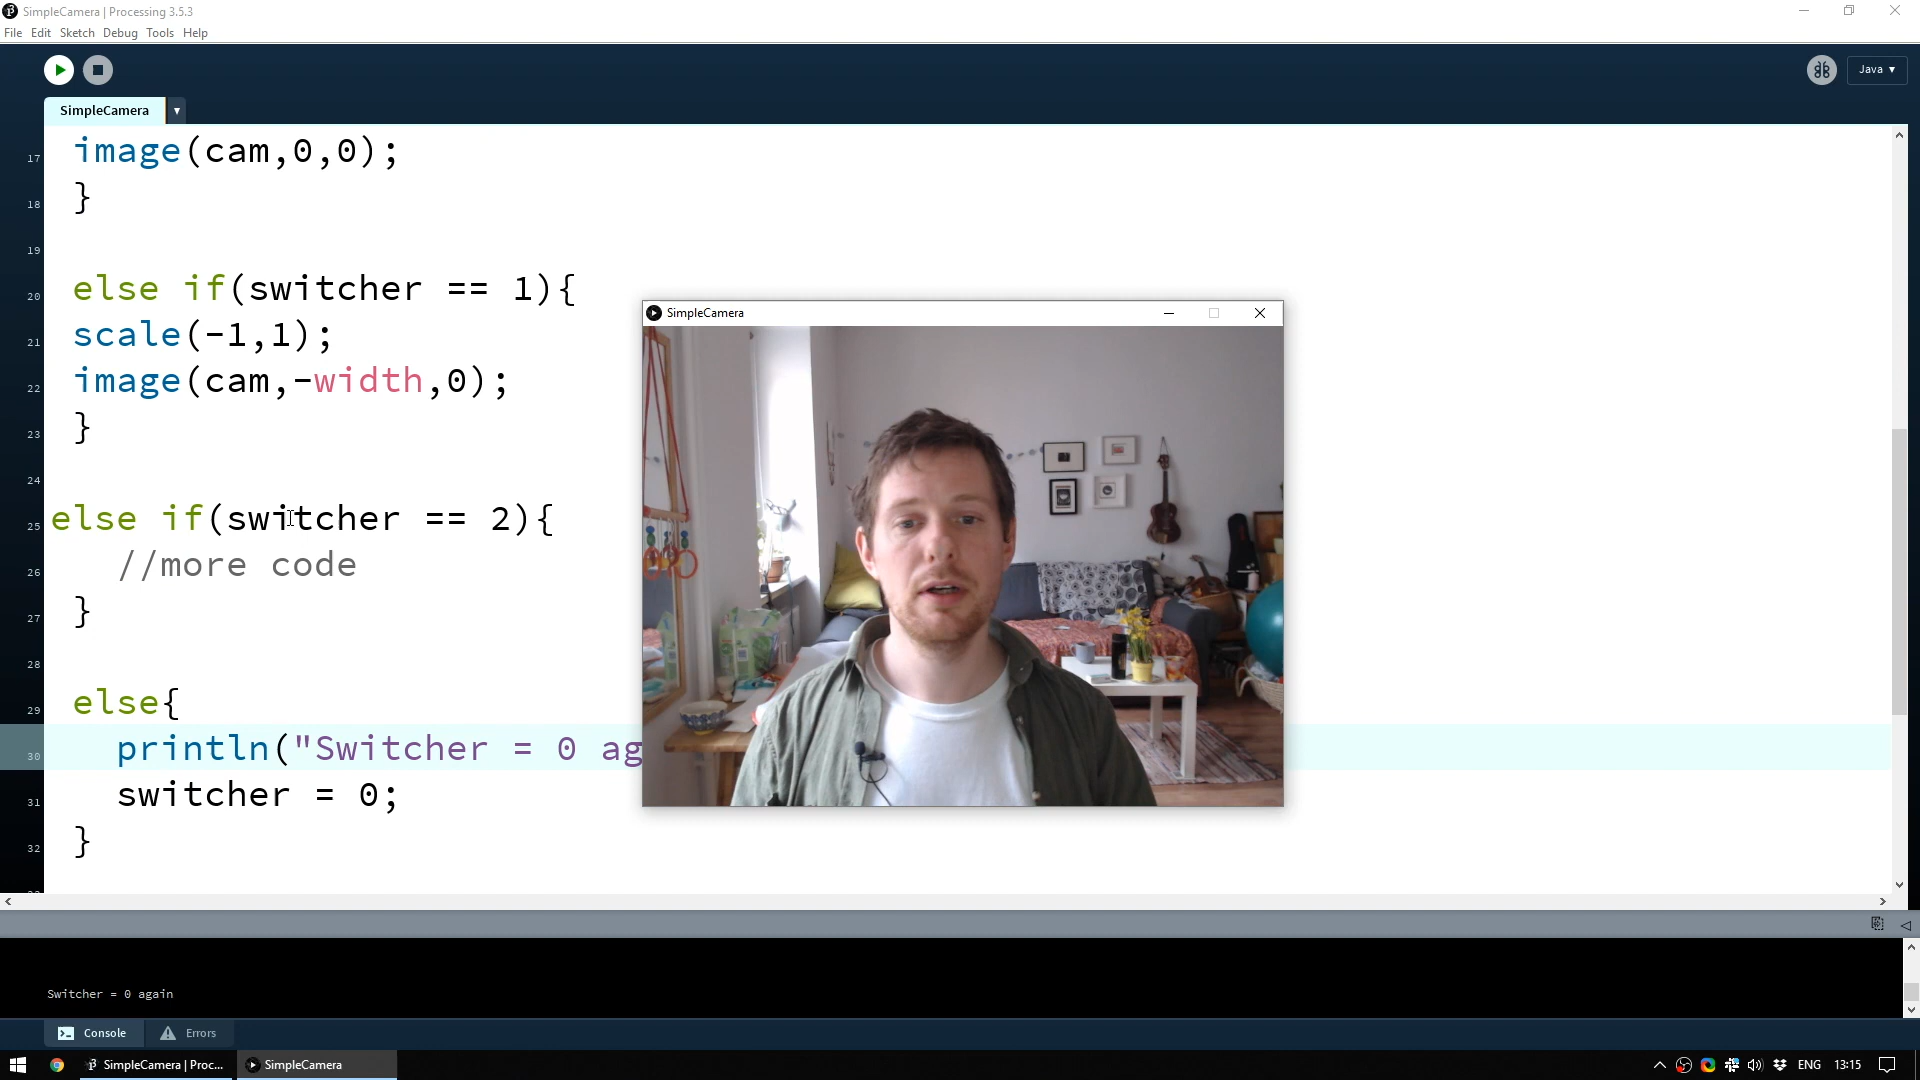 SimpleCamera | Processing 3.5.3
File Edit Sketch Debug Tools Help
Java ▾
SimpleCamera
17 image(cam,0,0);
18 }
19
20 else if(switcher == 1){
21 scale(-1,1);
22 image(cam,-width,0);
23 }
24
25 else if(switcher == 2){
26 //more code
27 }
28
29 else{
30 println("Switcher = 0 ag
31 switcher = 0;
32 }
SimpleCamera
Switcher = 0 again
Console Errors
SimpleCamera | Proc... SimpleCamera ENG 13:15